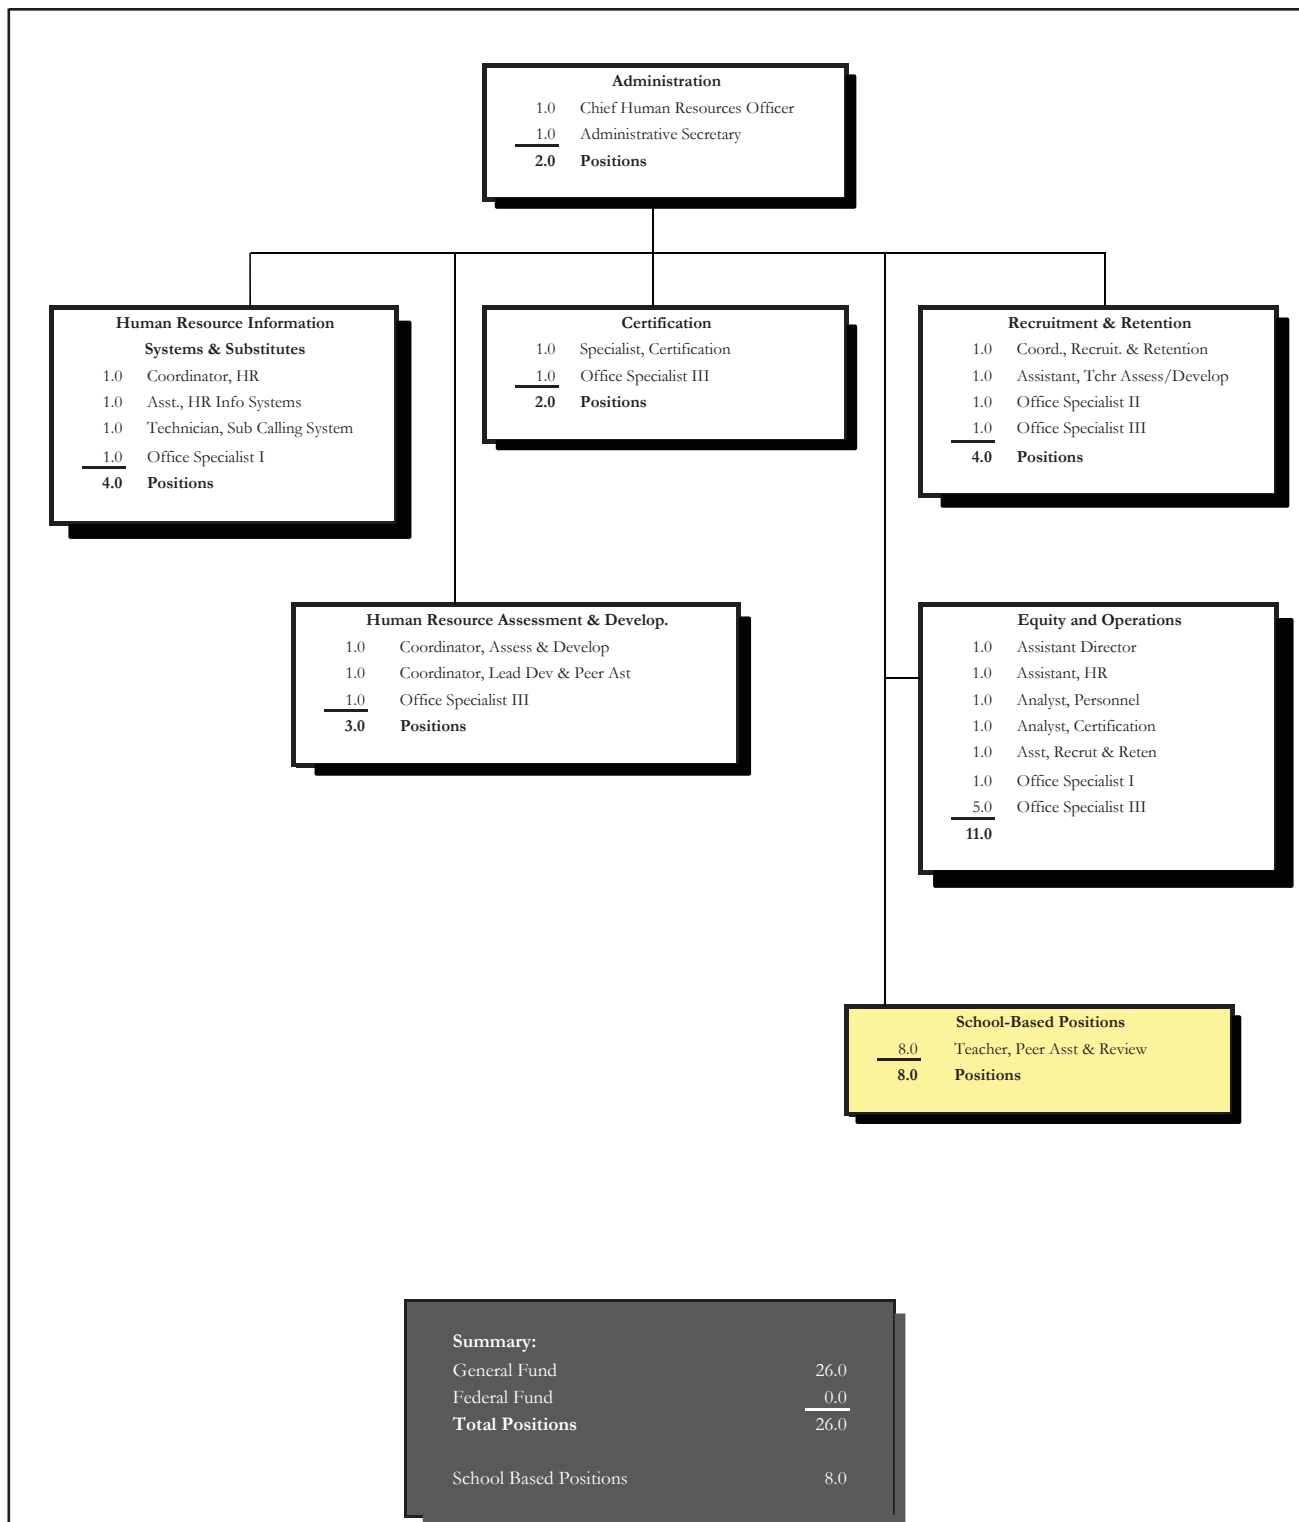 Administration
1.0 Chief Human Resources Officer
1.0 Administrative Secretary
2.0 Positions
Human Resource Information
Systems & Substitutes
1.0 Coordinator, HR
1.0 Asst., HR Info Systems
1.0 Technician, Sub Calling System
1.0 Office Specialist I
4.0 Positions
Certification
1.0 Specialist, Certification
1.0 Office Specialist III
2.0 Positions
Recruitment & Retention
1.0 Coord., Recruit. & Retention
1.0 Assistant, Tchr Assess/Develop
1.0 Office Specialist II
1.0 Office Specialist III
4.0 Positions
Human Resource Assessment & Develop.
1.0 Coordinator, Assess & Develop
1.0 Coordinator, Lead Dev & Peer Ast
1.0 Office Specialist III
3.0 Positions
Equity and Operations
1.0 Assistant Director
1.0 Assistant, HR
1.0 Analyst, Personnel
1.0 Analyst, Certification
1.0 Asst, Recrut & Reten
1.0 Office Specialist I
5.0 Office Specialist III
11.0
School-Based Positions
8.0 Teacher, Peer Asst & Review
8.0 Positions
Summary:
General Fund 26.0
Federal Fund 0.0
Total Positions 26.0
School Based Positions 8.0